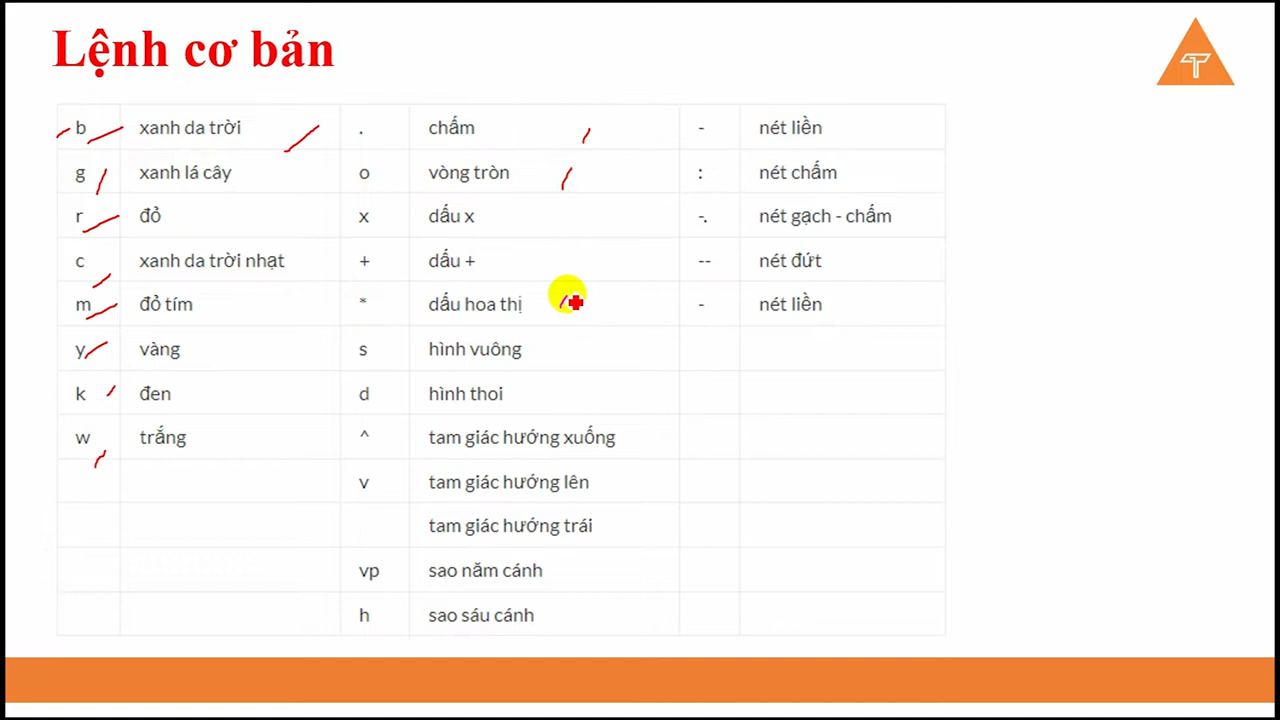 Lệnh cơ bản
T
b xanh da trời . chấm - nét liền
g xanh lá cây o vòng tròn : nét chấm
r đỏ x dấu x -. nét gạch - chấm
c xanh da trời nhạt + dấu + -- nét đứt
m đỏ tím * dấu hoa thị - nét liền
y vàng s hình vuông
k đen d hình thoi
w trắng ^ tam giác hướng xuống
v tam giác hướng lên
tam giác hướng trái
vp sao năm cánh
h sao sáu cánh